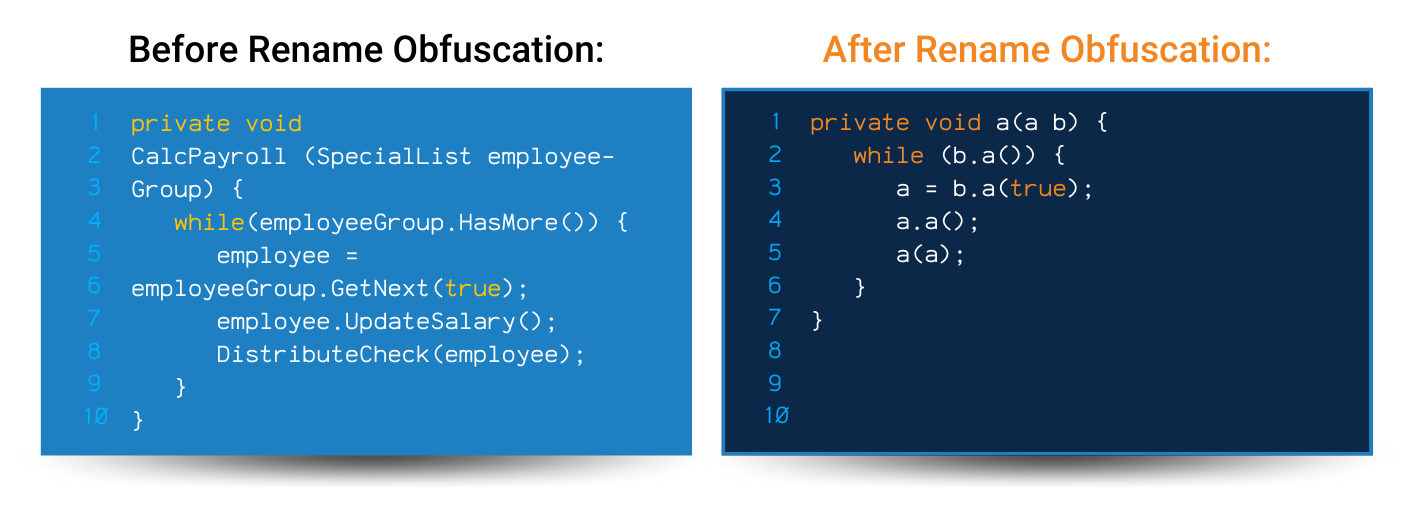 Before Rename Obfuscation:
1 private void
2 CalcPayroll (SpecialList employee-
3 Group) {
4    while(employeeGroup.HasMore()) {
5       employee =
6 employeeGroup.GetNext(true);
7       employee.UpdateSalary();
8       DistributeCheck(employee);
9    }
10 }
After Rename Obfuscation:
1 private void a(a b) {
2    while (b.a()) {
3       a = b.a(true);
4       a.a();
5       a(a);
6    }
7 }
8
9
10